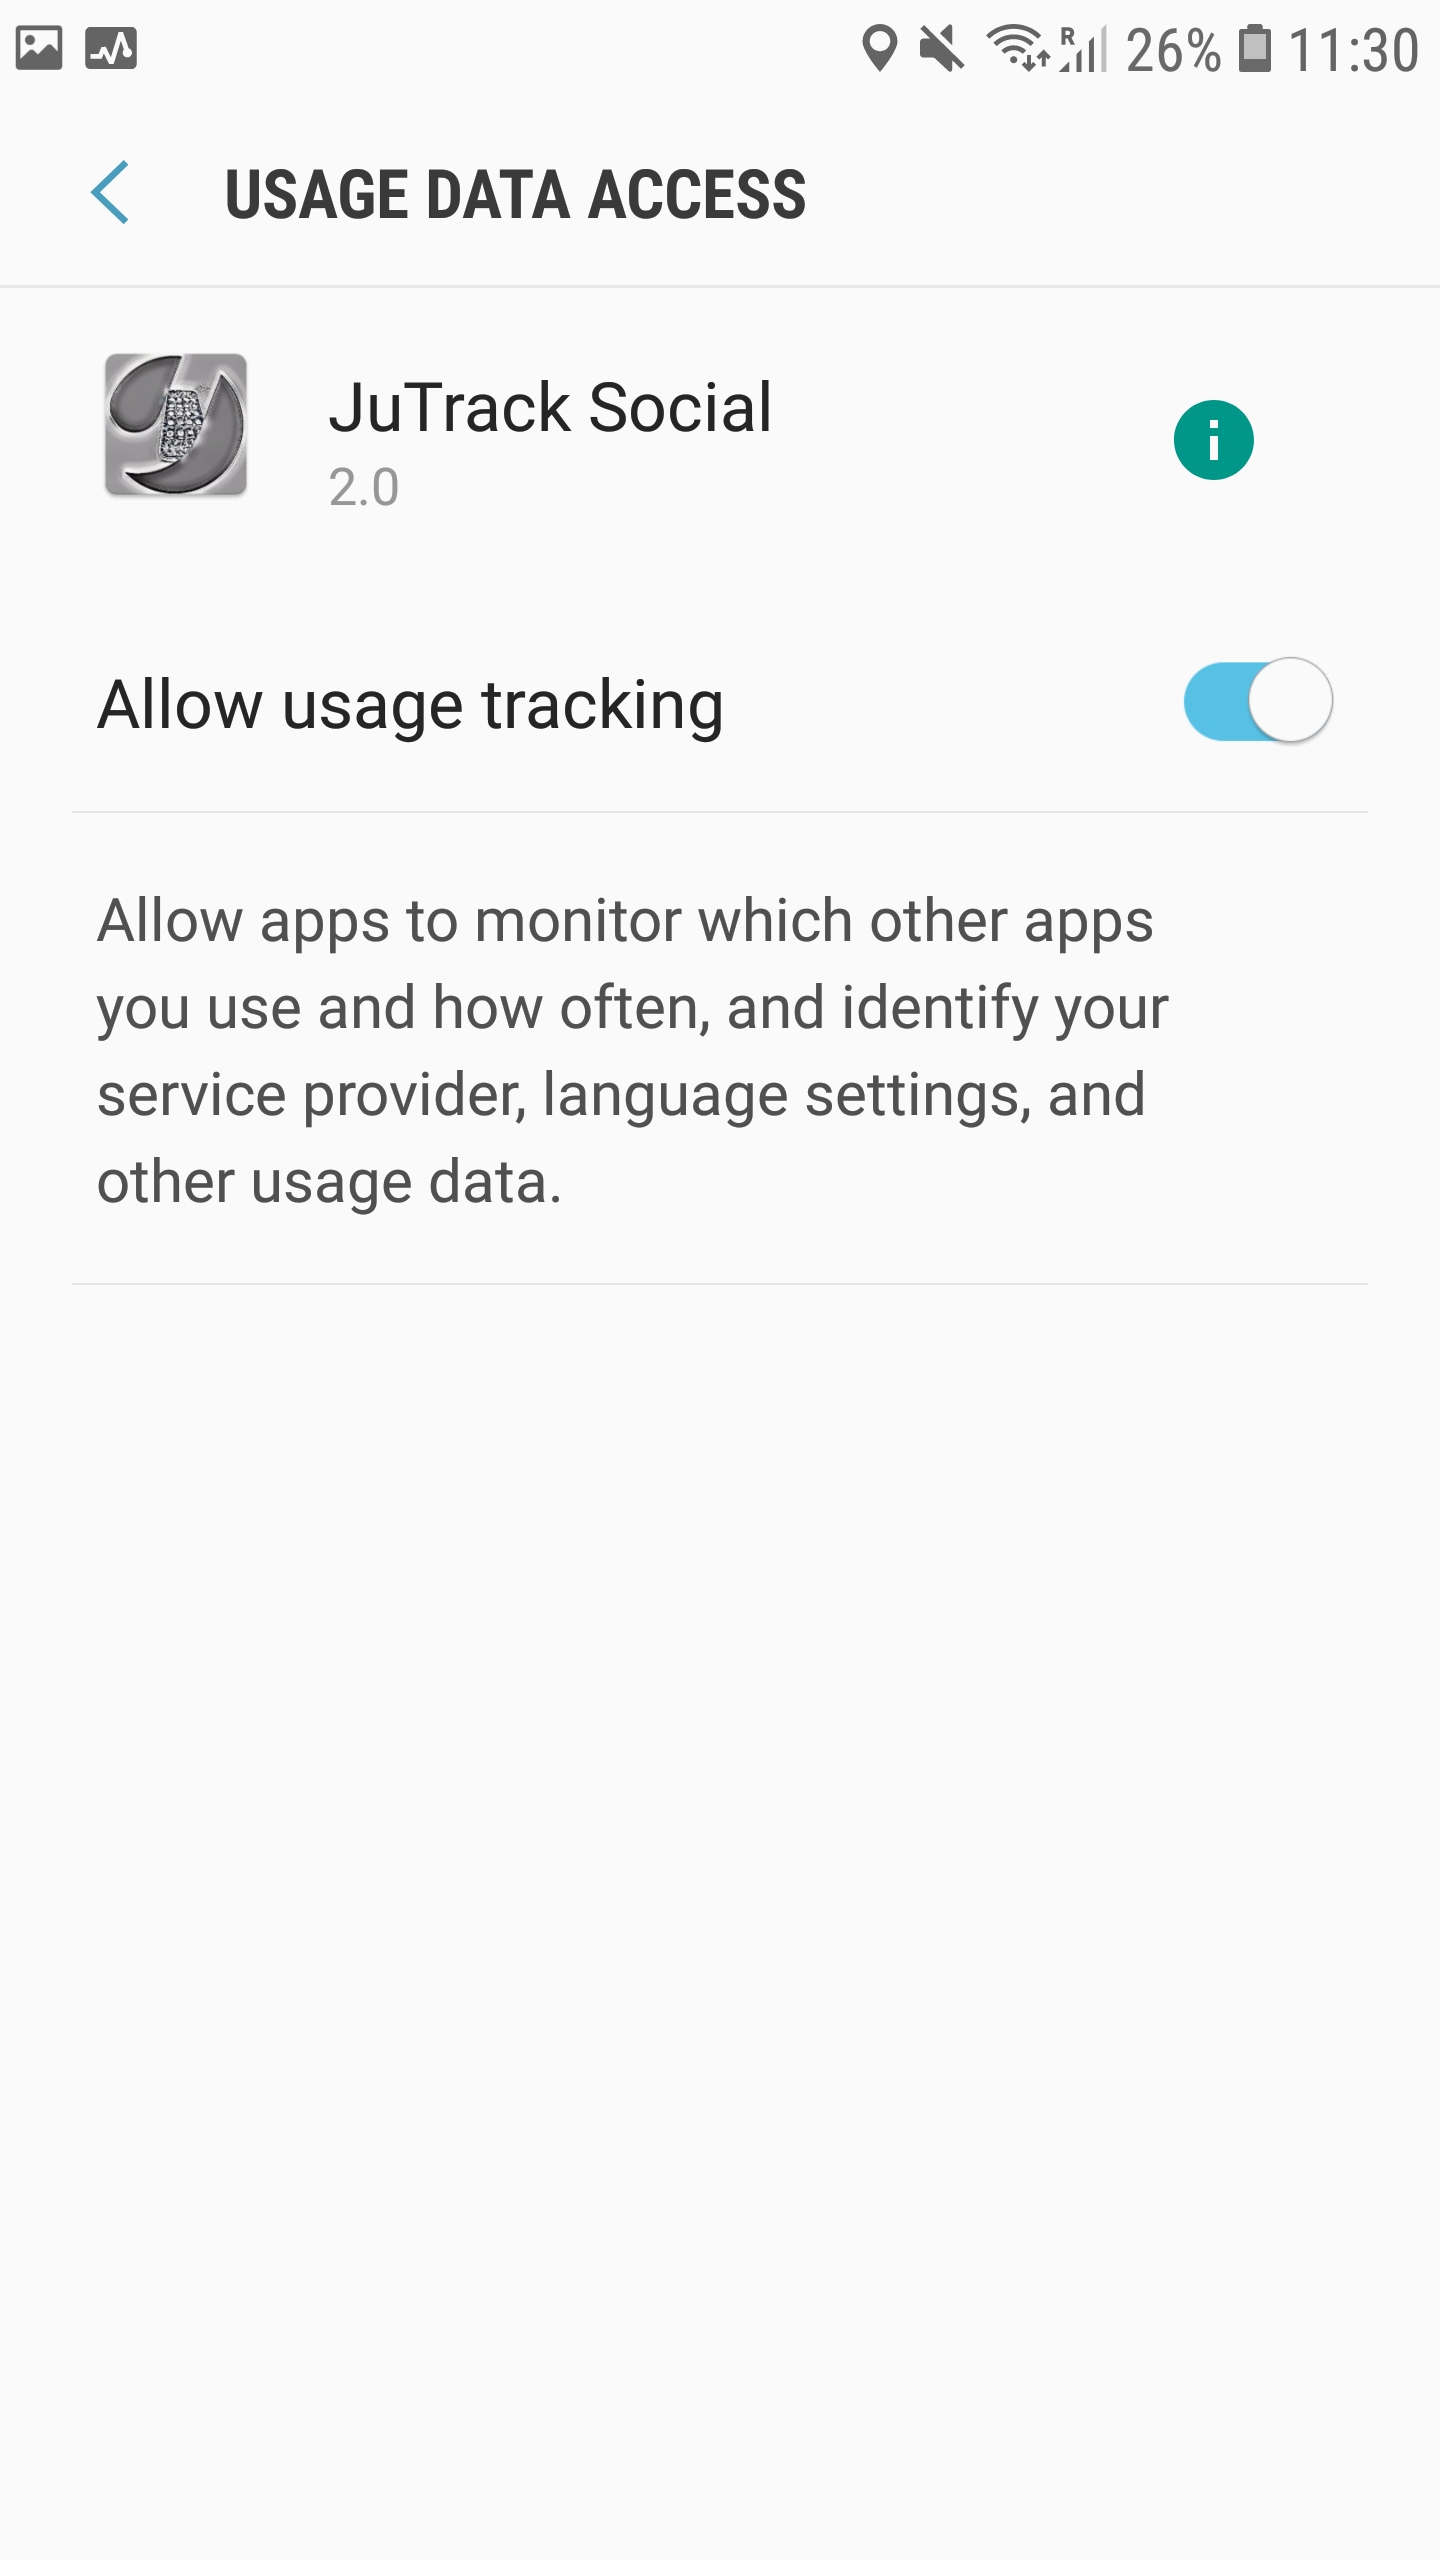 R 26% 11:30
USAGE DATA ACCESS
JuTrack Social
2.0
Allow usage tracking
Allow apps to monitor which other apps
you use and how often, and identify your
service provider, language settings, and
other usage data.